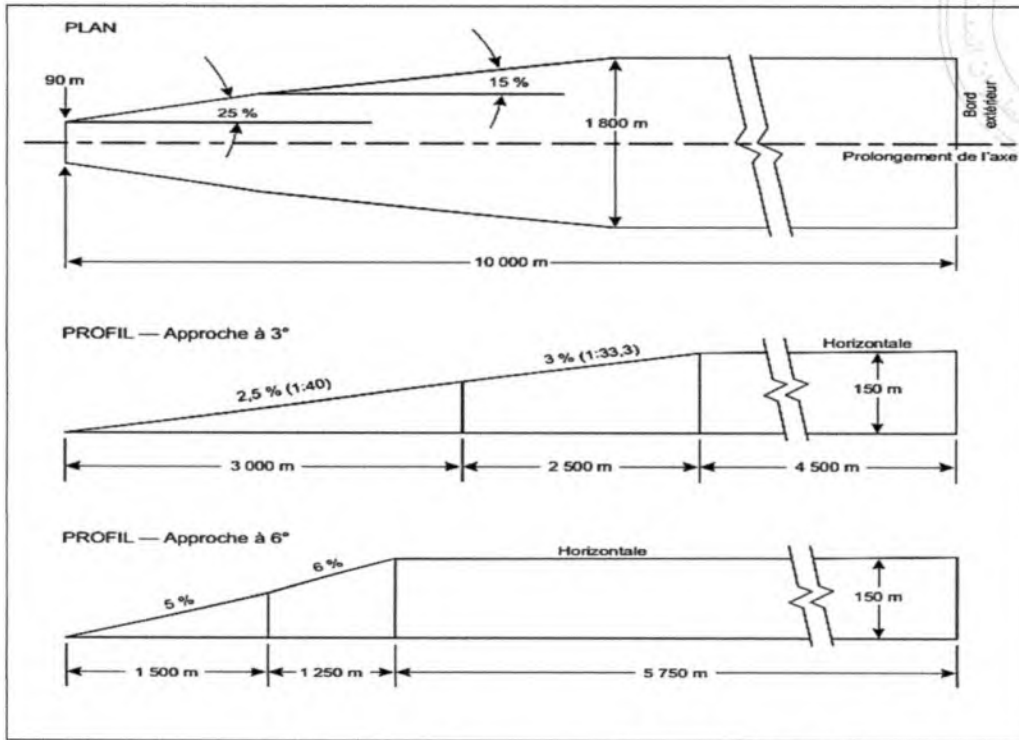 PLAN
90 m
25 %
15 %
1 800 m
Bord
extérieur
Prolongement de l'axe
10 000 m
PROFIL — Approche à 3°
2,5 % (1:40)
3 % (1:33,3)
Horizontale
150 m
3 000 m
2 500 m
4 500 m
PROFIL — Approche à 6°
5 %
6 %
Horizontale
150 m
1 500 m
1 250 m
5 750 m